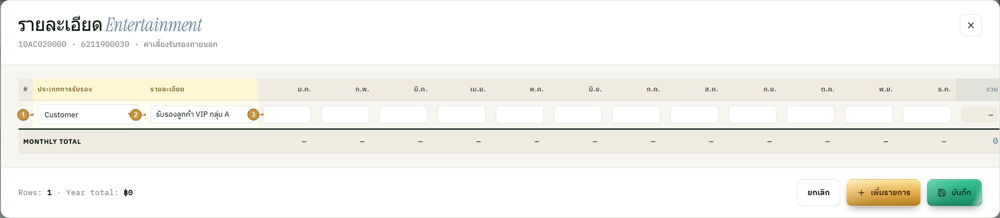 รายละเอียด Entertainment
10AC020000 · 6211900030 · ค่าเลี้ยงรับรองภายนอก
# ประเภทการรับรอง รายละเอียด ม.ค. ก.พ. มี.ค. เม.ย. พ.ค. มิ.ย. ก.ค. ส.ค. ก.ย. ต.ค. พ.ย. ธ.ค. รวม
1 Customer 2 รับรองลูกค้า VIP กลุ่ม A 3 –
MONTHLY TOTAL – – – – – – – – – – – – 0
Rows: 1 · Year total: ฿0 ยกเลิก + เพิ่มรายการ บันทึก